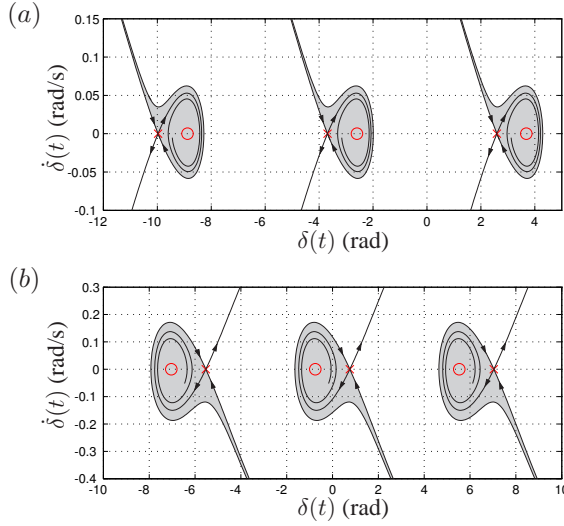 (a)
0.15
0.1
0.05
0
-0.05
-0.1
δ̇(t) (rad/s)
-12 -10 -8 -6 -4 -2 0 2 4
δ(t) (rad)
(b)
0.3
0.2
0.1
0
-0.1
-0.2
-0.3
-0.4
δ̇(t) (rad/s)
-10 -8 -6 -4 -2 0 2 4 6 8 10
δ(t) (rad)